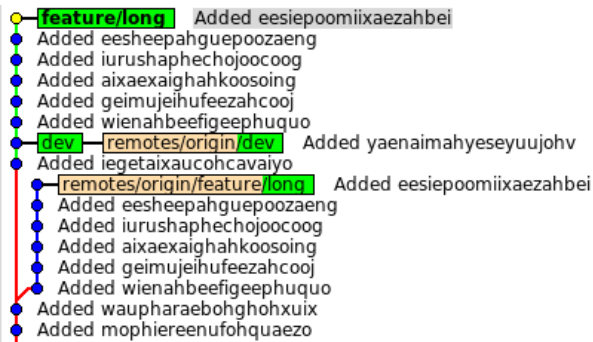 feature/long Added eesiepoomiixaezahbei
Added eesheepahguepoozaeng
Added iurushaphechojoocoog
Added aixaexaighahkoosoing
Added geimujeihufeezahcooj
Added wienahbeefigeephuquo
dev remotes/origin/dev Added yaenaimahyeseyuujohv
Added iegetaixaucohcavaiyo
remotes/origin/feature/long Added eesiepoomiixaezahbei
Added eesheepahguepoozaeng
Added iurushaphechojoocoog
Added aixaexaighahkoosoing
Added geimujeihufeezahcooj
Added wienahbeefigeephuquo
Added waupharaebohghohxuix
Added mophiereenufohquaezo